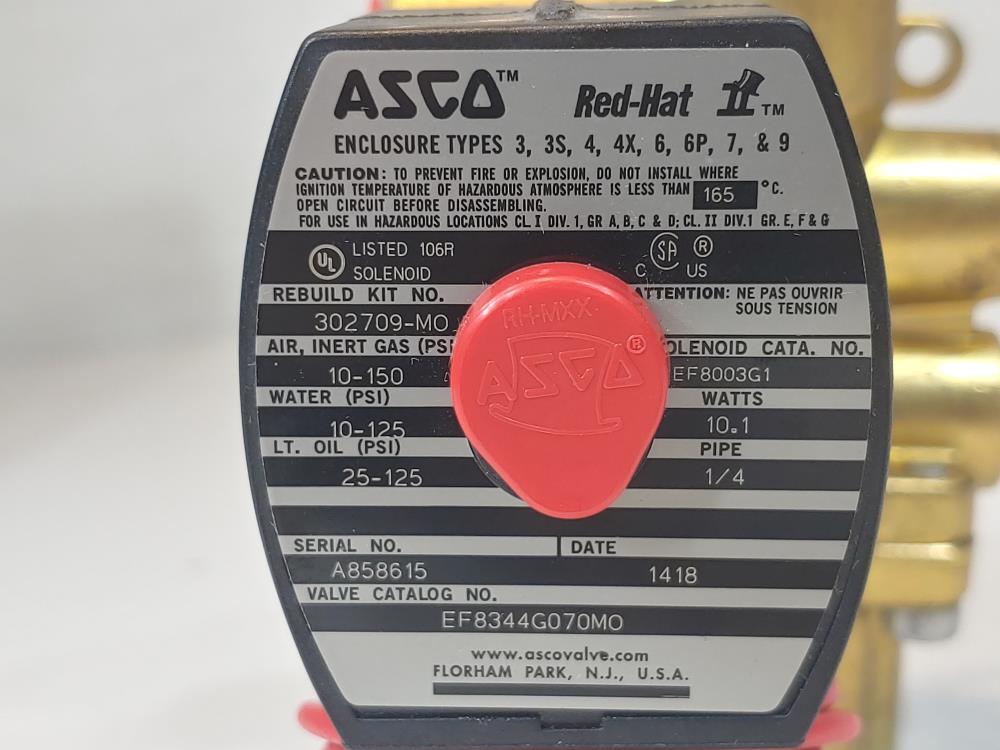 ASCO™ Red-Hat II™
ENCLOSURE TYPES 3, 3S, 4, 4X, 6, 6P, 7, & 9
CAUTION: TO PREVENT FIRE OR EXPLOSION, DO NOT INSTALL WHERE
IGNITION TEMPERATURE OF HAZARDOUS ATMOSPHERE IS LESS THAN 165 °C.
OPEN CIRCUIT BEFORE DISASSEMBLING.
FOR USE IN HAZARDOUS LOCATIONS CL. I DIV. 1, GR A, B, C & D; CL. II DIV.1 GR. E, F & G
UL LISTED 106R
SOLENOID
C SA ® US
REBUILD KIT NO.
302709-MO
ATTENTION: NE PAS OUVRIR
SOUS TENSION
RH-MXX
ASCO ®
AIR, INERT GAS (PSI
10-150
OLENOID CATA. NO.
EF8003G1
WATER (PSI)
10-125
WATTS
10.1
LT. OIL (PSI)
25-125
PIPE
1/4
SERIAL NO. DATE
A858615 1418
VALVE CATALOG NO.
EF8344G070MO
www.ascovalve.com
FLORHAM PARK, N.J., U.S.A.